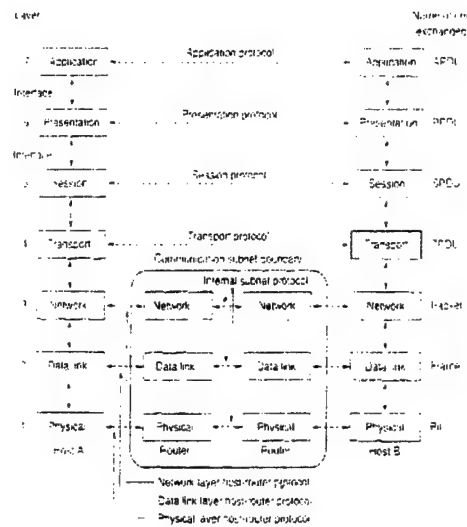 Layer
Name of
exchanged
7 Application Application protocol Application APDU
Interface
6 Presentation Presentation protocol Presentation PPDU
Interface
5 Session Session protocol Session SPDU
4 Transport Transport protocol Transport TPDU
Communication subnet boundary
Internal subnet protocol
3 Network Network Network Network Packet
2 Data link Data link Data link Data link Frame
1 Physical Physical Physical Physical Bit
Host A Router Router Host B
Network layer host-router protocol
Data link layer host-router protocol
Physical layer host-router protocol